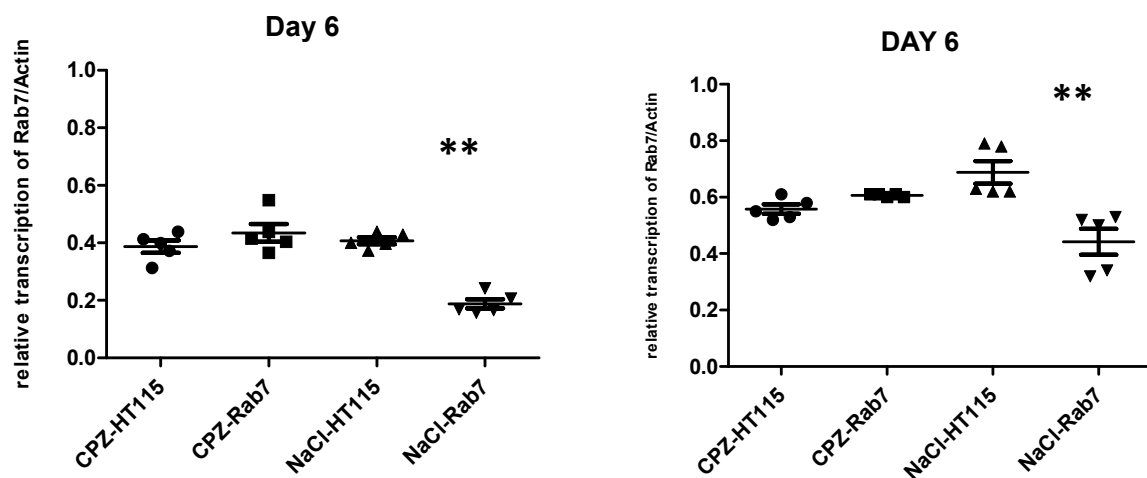 Day 6
relative transcription of Rab7/Actin
1.0
0.8
0.6
0.4
0.2
0.0
**
CPZ-HT115
CPZ-Rab7
NaCl-HT115
NaCl-Rab7
DAY 6
relative transcription of Rab7/Actin
1.0
0.8
0.6
0.4
0.2
0.0
**
CPZ-HT115
CPZ-Rab7
NaCl-HT115
NaCl-Rab7